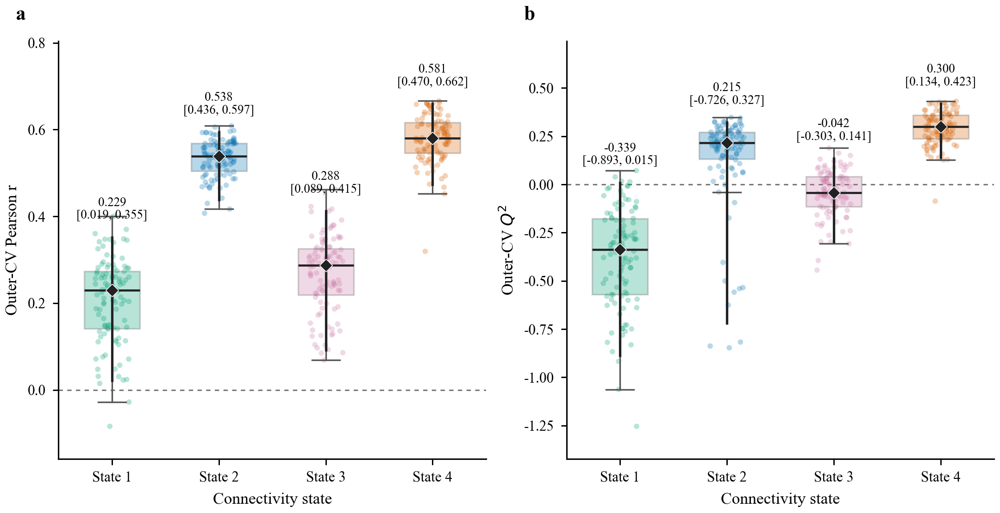 a
Outer-CV Pearson r
0.8
0.6
0.4
0.2
0.0
0.229
[0.019, 0.355]
0.538
[0.436, 0.597]
0.288
[0.089, 0.415]
0.581
[0.470, 0.662]
State 1
State 2
State 3
State 4
Connectivity state
b
Outer-CV Q²
0.50
0.25
0.00
-0.25
-0.50
-0.75
-1.00
-1.25
-0.339
[-0.893, 0.015]
0.215
[-0.726, 0.327]
-0.042
[-0.303, 0.141]
0.300
[0.134, 0.423]
State 1
State 2
State 3
State 4
Connectivity state